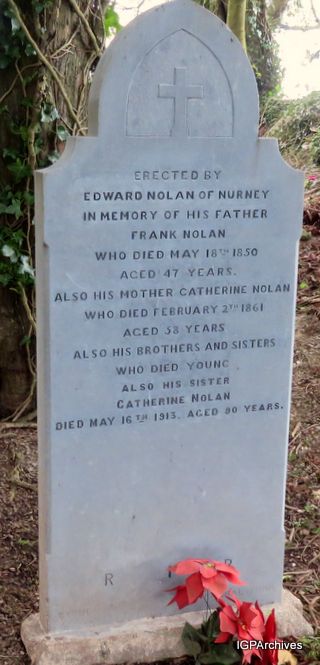 ERECTED BY
EDWARD NOLAN OF NURNEY
IN MEMORY OF HIS FATHER
FRANK NOLAN
WHO DIED MAY 18TH 1850
AGED 47 YEARS.
ALSO HIS MOTHER CATHERINE NOLAN
WHO DIED FEBRUARY 2ND 1861
AGED 58 YEARS
ALSO HIS BROTHERS AND SISTERS
WHO DIED YOUNG
ALSO HIS SISTER
CATHERINE NOLAN
DIED MAY 16TH 1913. AGED 90 YEARS.
R
IGPArchives